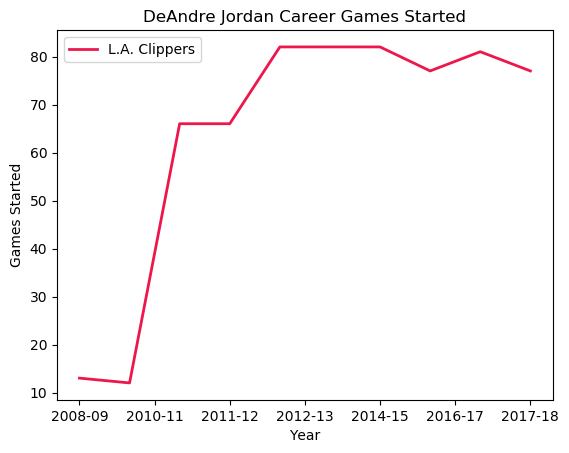 DeAndre Jordan Career Games Started
L.A. Clippers
Games Started
80
70
60
50
40
30
20
10
2008-09 2010-11 2011-12 2012-13 2014-15 2016-17 2017-18
Year